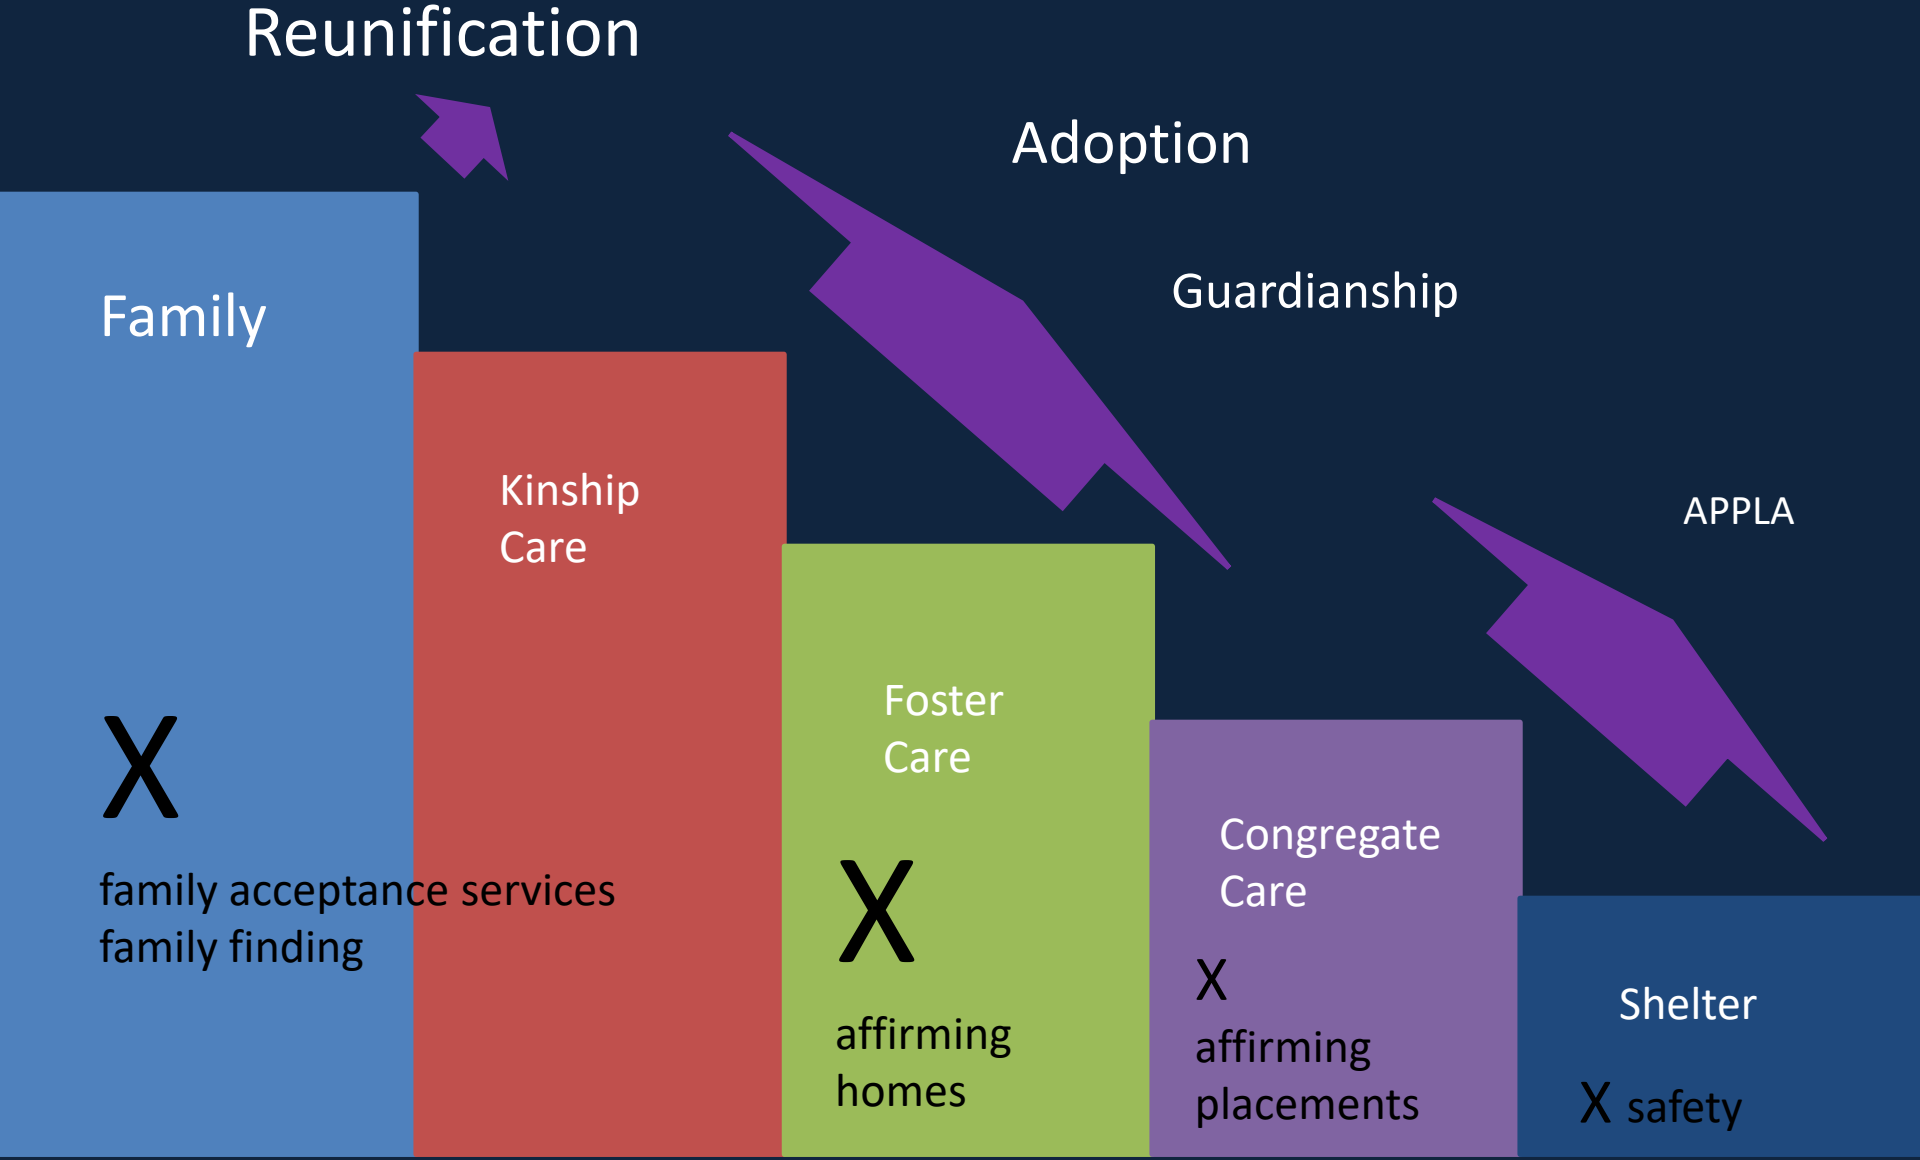 Reunification
Adoption
Guardianship
APPLA
Family
X
family acceptance services
family finding
Kinship
Care
Foster
Care
X
affirming
homes
Congregate
Care
X
affirming
placements
Shelter
X safety